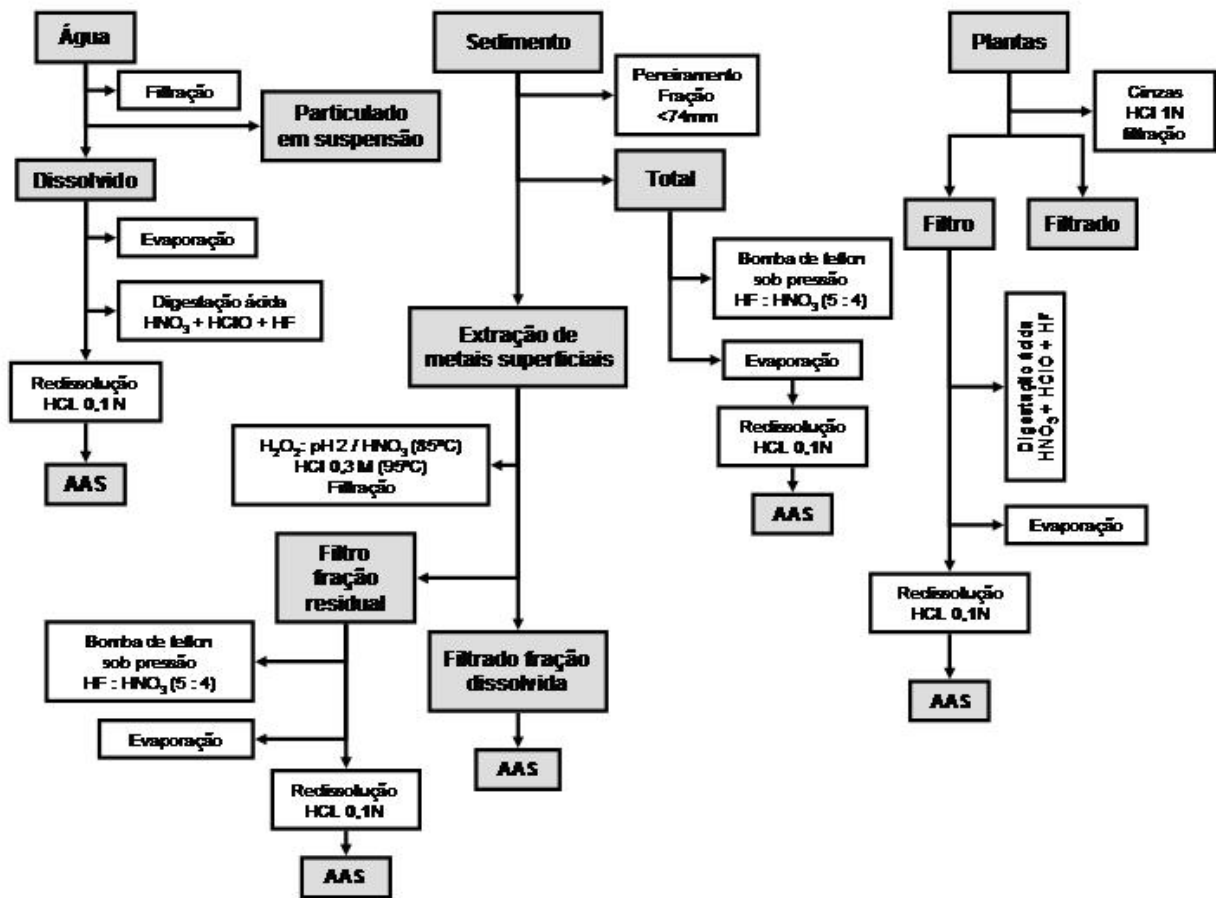 Água
Filtração
Particulado
em suspensão
Dissolvido
Evaporação
Digestação ácida
HNO₃ + HClO + HF
Redissolução
HCL 0,1 N
AAS
Sedimento
Peneiramento
Fração
<74mm
Total
Bomba de teflon
sob pressão
HF : HNO₃ (5 : 4)
Evaporação
Redissolução
HCL 0,1N
AAS
Extração de
metais superficiais
H₂O₂- pH 2 / HNO₃ (85ºC)
HCl 0,3 M (95ºC)
Filtração
Filtro
fração
residual
Bomba de teflon
sob pressão
HF : HNO₃ (5 : 4)
Evaporação
Redissolução
HCL 0,1N
AAS
Filtrado fração
dissolvida
AAS
Plantas
Cinzas
HCl 1N
filtração
Filtro
Filtrado
Digestação ácida
HNO₃ + HClO + HF
Evaporação
Redissolução
HCL 0,1N
AAS